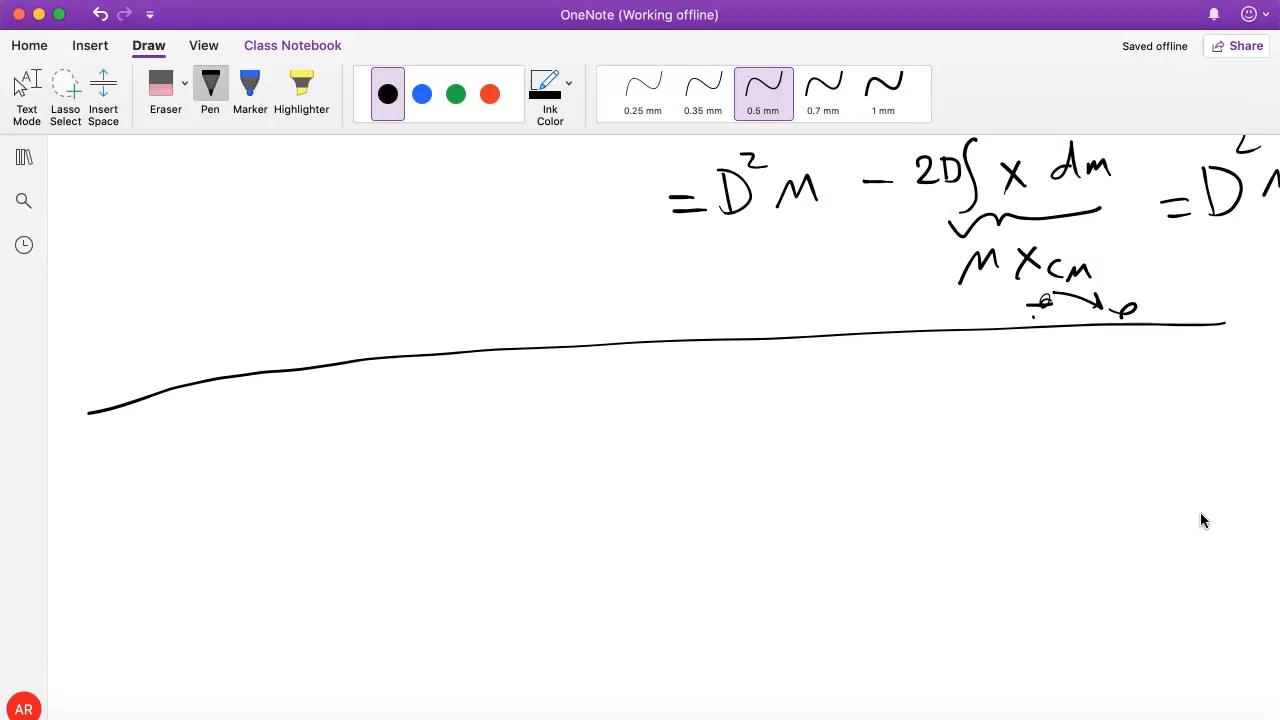 OneNote (Working offline)
Home Insert Draw View Class Notebook Saved offline Share
Text Mode Lasso Select Insert Space Eraser Pen Marker Highlighter Ink Color 0.25 mm 0.35 mm 0.5 mm 0.7 mm 1 mm
= D² M − 2D∫ x dm = D²
M X_CM
AR